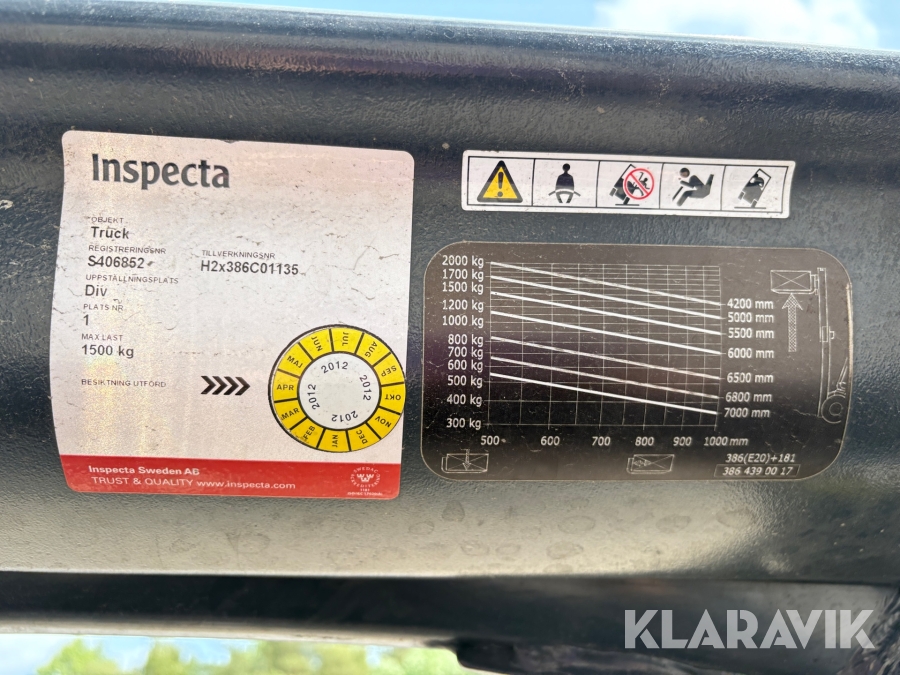 Inspecta
OBJEKT
Truck
REGISTRERINGSNR
S406852
TILLVERKNINGSNR
H2x386C01135
UPPSTÄLLNINGSPLATS
Div
PLATS NR.
1
MAX LAST
1500 kg
BESIKTNING UTFÖRD
JAN FEB MAR APR MAJ JUN JUL AUG SEP OKT NOV DEC
2012 2012 2012 2012
Inspecta Sweden AB
TRUST & QUALITY www.inspecta.com
2000 kg
1700 kg
1500 kg
1200 kg
1000 kg
800 kg
700 kg
600 kg
500 kg
400 kg
300 kg
4200 mm
5000 mm
5500 mm
6000 mm
6500 mm
6800 mm
7000 mm
500 600 700 800 900 1000 mm
386(E20)+181
386 439 00 17
KLARAVIK